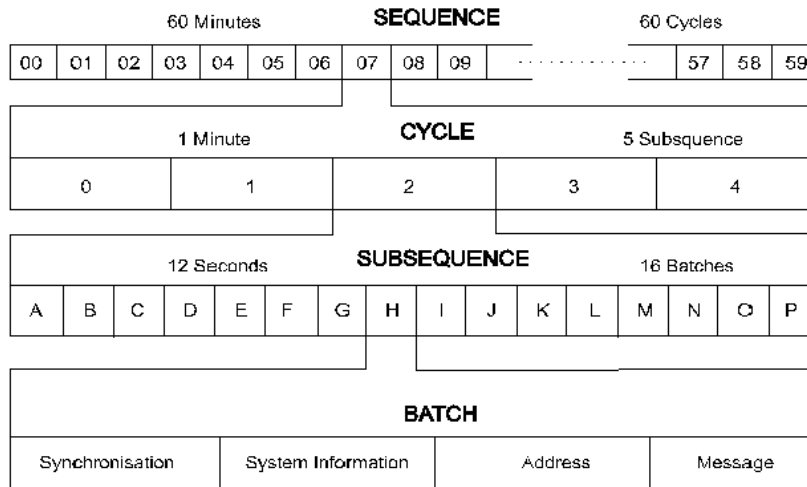 60 Minutes SEQUENCE 60 Cycles
00 01 02 03 04 05 06 07 08 09 57 58 59
1 Minute CYCLE 5 Subsquence
0 1 2 3 4
12 Seconds SUBSEQUENCE 16 Batches
A B C D E F G H I J K L M N O P
BATCH
Synchronisation System Information Address Message